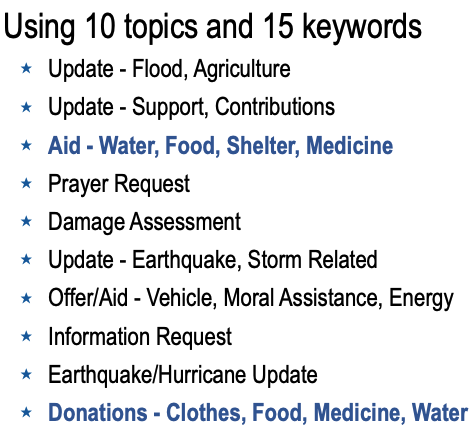 Using 10 topics and 15 keywords
Update - Flood, Agriculture
Update - Support, Contributions
Aid - Water, Food, Shelter, Medicine
Prayer Request
Damage Assessment
Update - Earthquake, Storm Related
Offer/Aid - Vehicle, Moral Assistance, Energy
Information Request
Earthquake/Hurricane Update
Donations - Clothes, Food, Medicine, Water